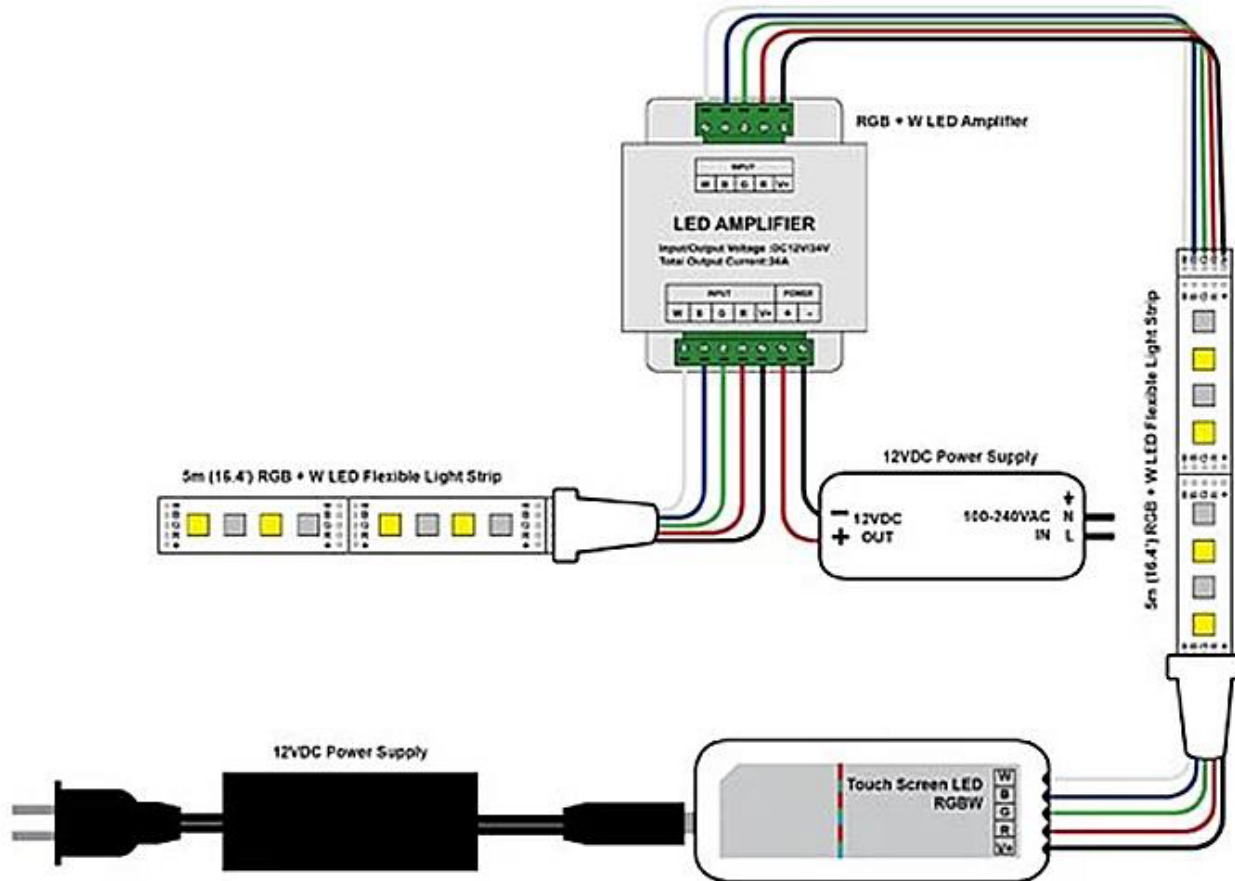 RGB + W LED Amplifier
INPUT
W B G R V+
LED AMPLIFIER
Input/Output Voltage :DC12V/24V
Total Output Current:24A
INPUT POWER
W B G R V+ + -
5m (16.4') RGB + W LED Flexible Light Strip
12VDC Power Supply
− 12VDC
+ OUT
100-240VAC N
IN L
5m (16.4') RGB + W LED Flexible Light Strip
12VDC Power Supply
Touch Screen LED
RGBW
W
B
G
R
V+